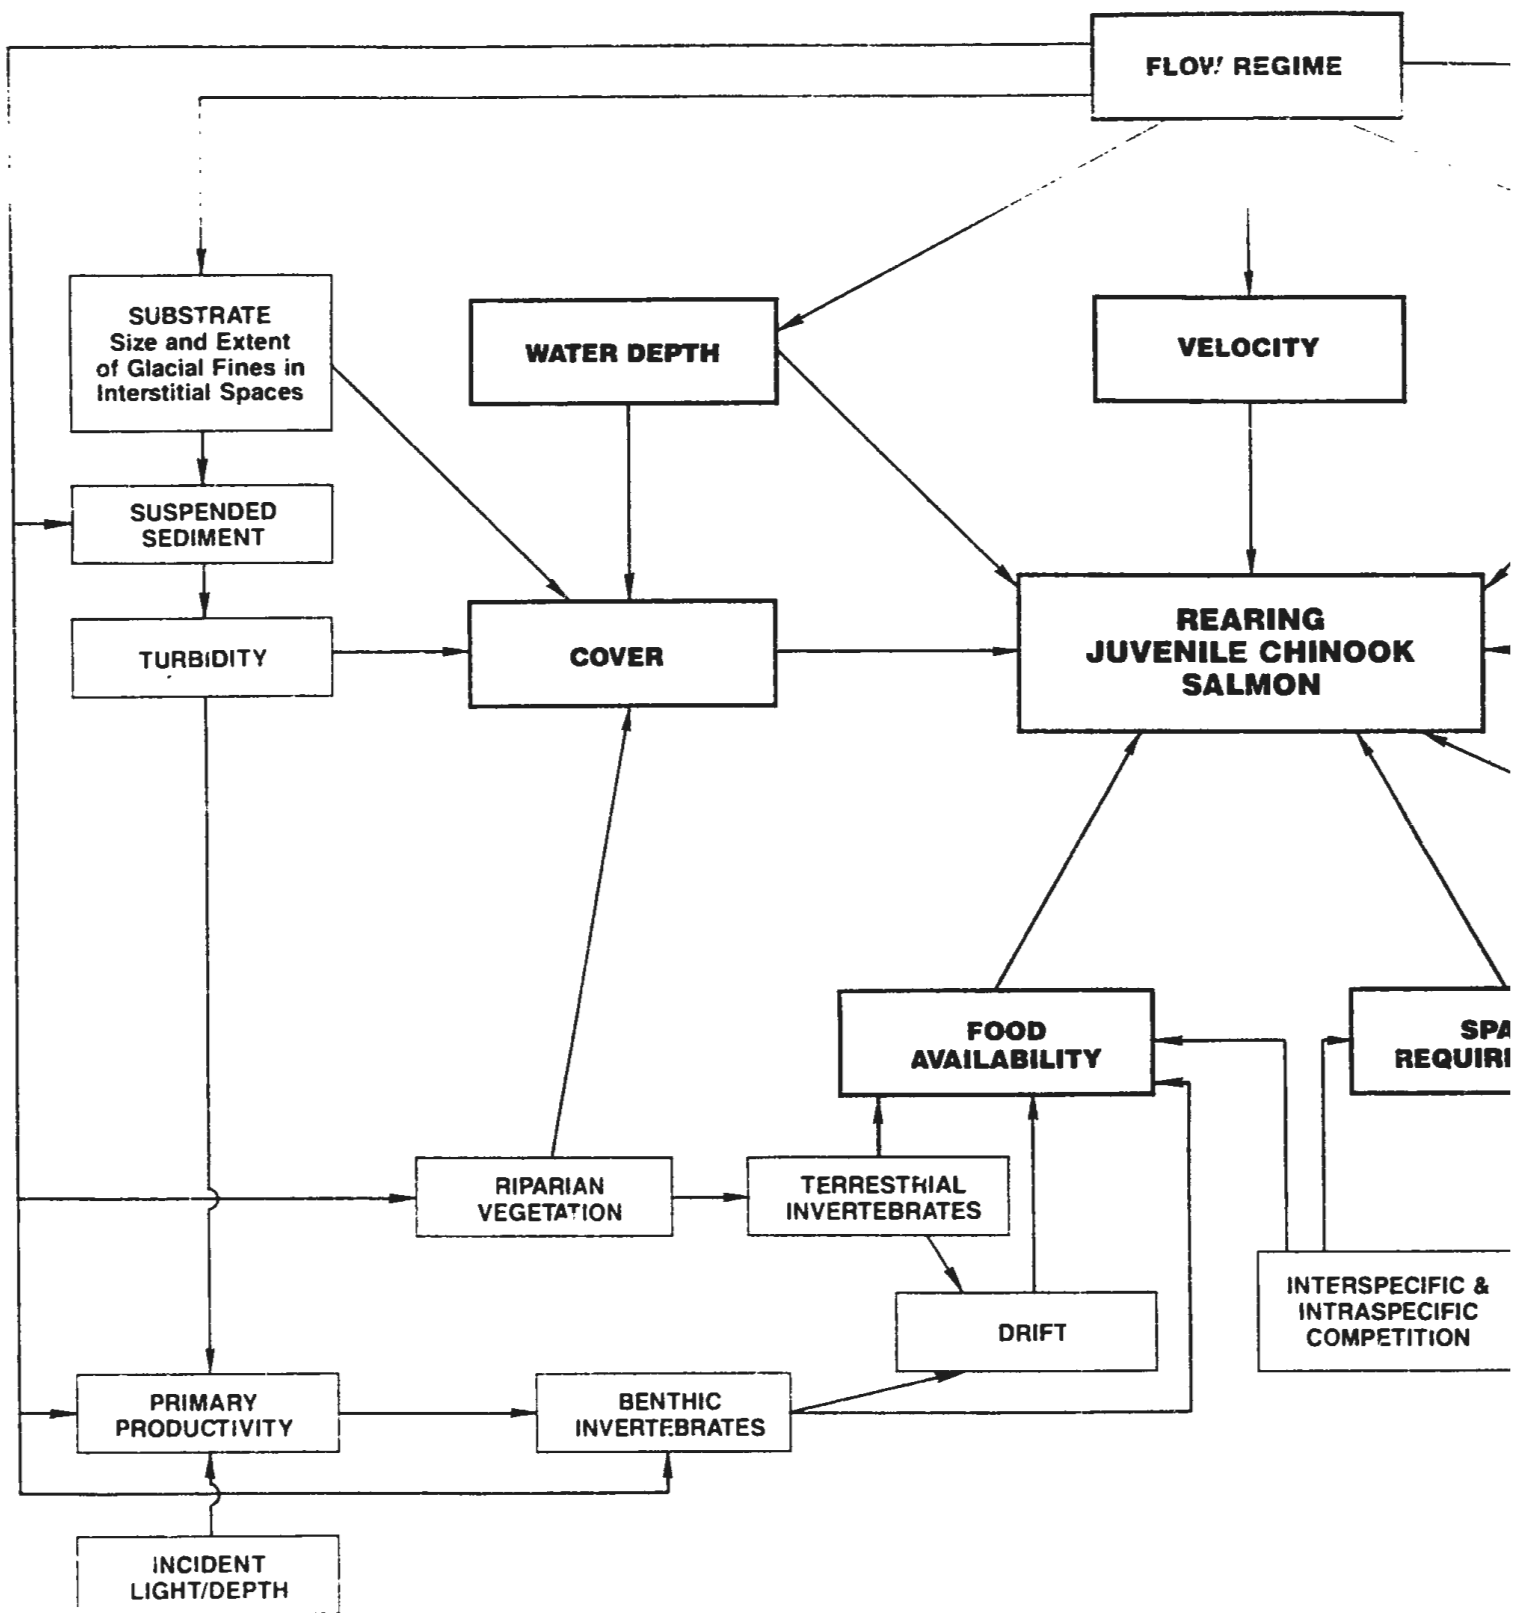 FLOW REGIME
SUBSTRATE
Size and Extent
of Glacial Fines in
Interstitial Spaces
WATER DEPTH
VELOCITY
SUSPENDED
SEDIMENT
TURBIDITY
COVER
REARING
JUVENILE CHINOOK
SALMON
FOOD
AVAILABILITY
SPA
REQUIR
RIPARIAN
VEGETATION
TERRESTRIAL
INVERTEBRATES
INTERSPECIFIC &
INTRASPECIFIC
COMPETITION
DRIFT
PRIMARY
PRODUCTIVITY
BENTHIC
INVERTEBRATES
INCIDENT
LIGHT/DEPTH